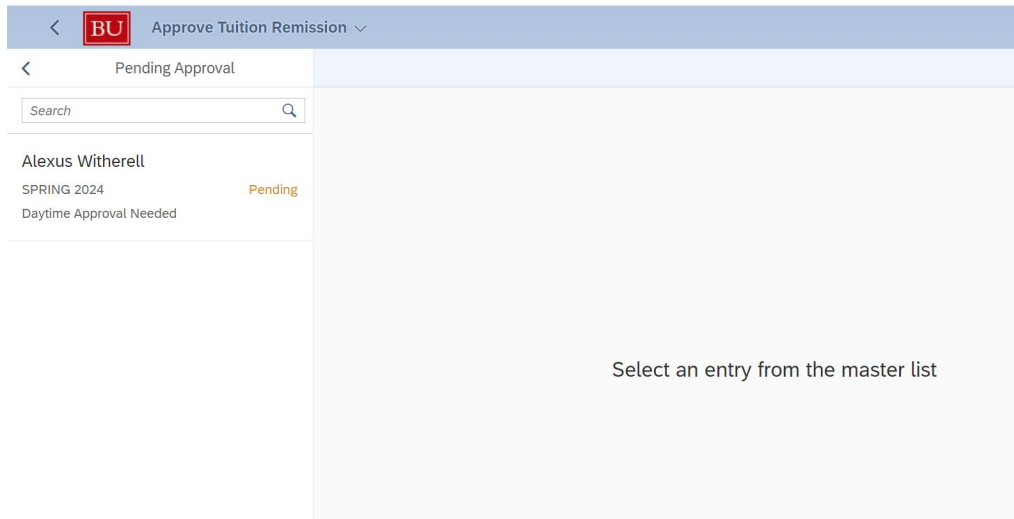 BU
Approve Tuition Remission
Pending Approval
Search
Alexus Witherell
SPRING 2024 Pending
Daytime Approval Needed
Select an entry from the master list